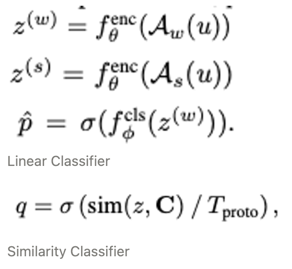 z^{(w)} = f_θ^{enc}(𝒜_w(u))
z^{(s)} = f_θ^{enc}(𝒜_s(u))
p̂ = σ(f_ϕ^{cls}(z^{(w)})).
Linear Classifier
q = σ (sim(z, C) / T_{proto}) ,
Similarity Classifier